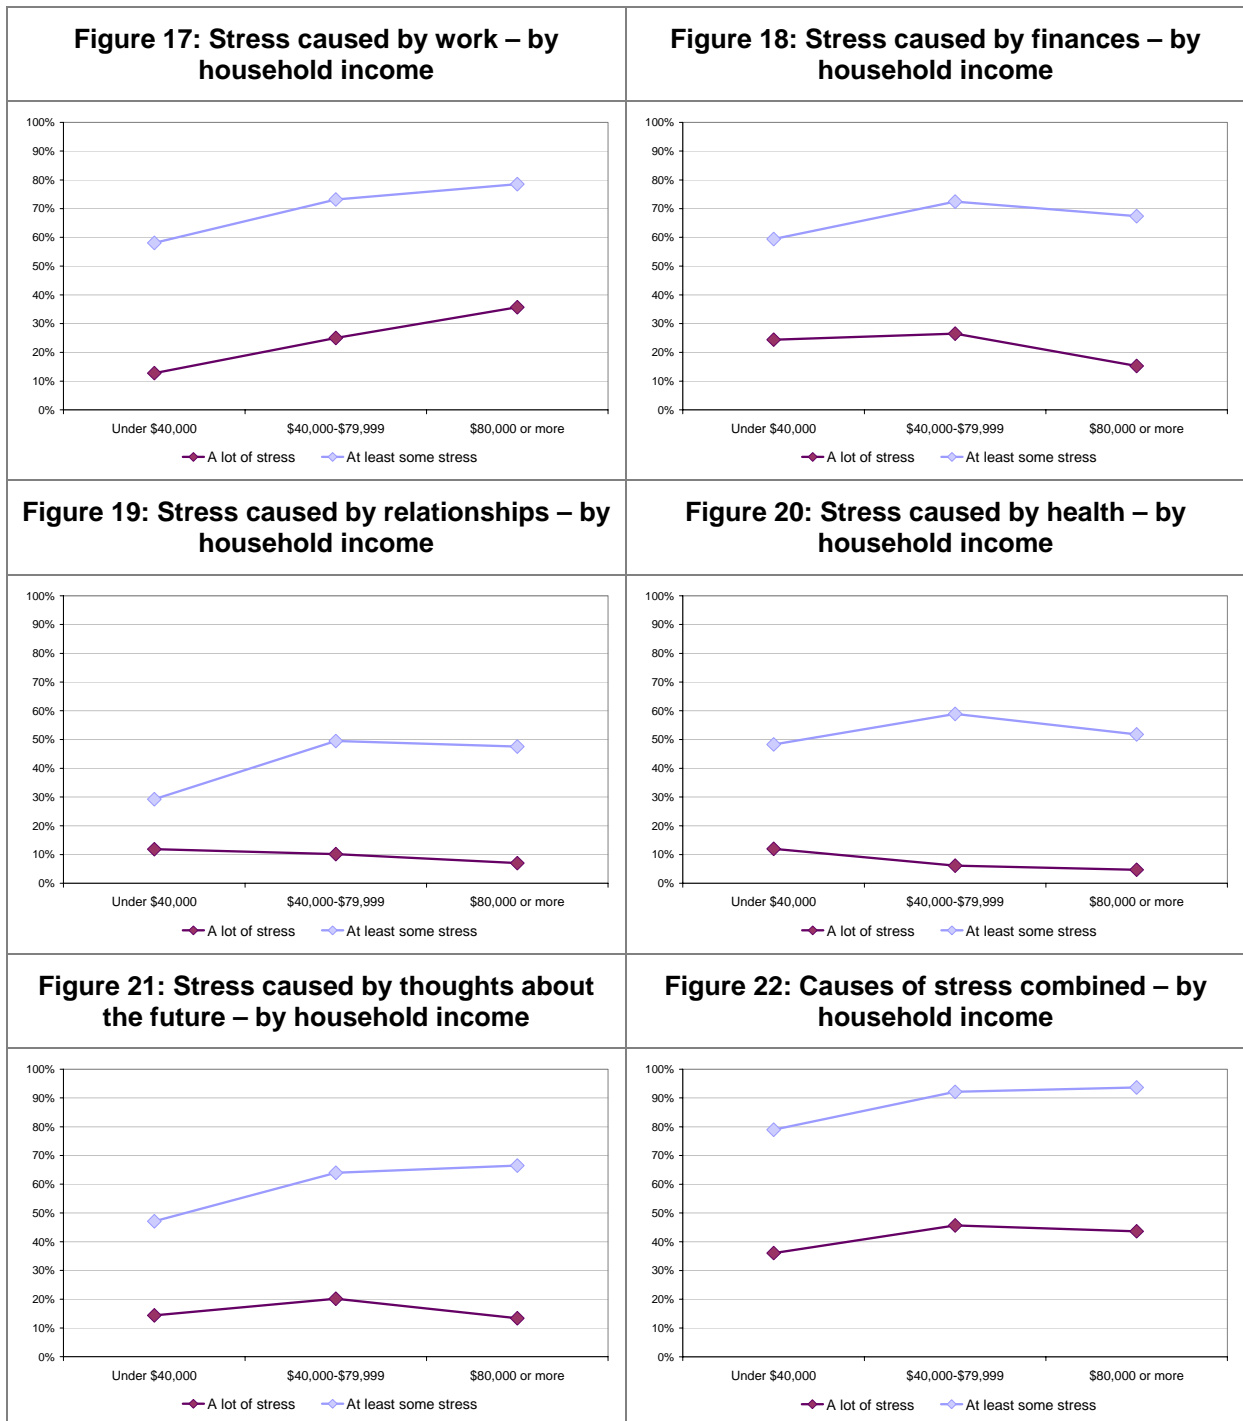 Figure 17: Stress caused by work – by
household income
100%
90%
80%
70%
60%
50%
40%
30%
20%
10%
0%
Under $40,000 $40,000-$79,999 $80,000 or more
A lot of stress At least some stress
Figure 18: Stress caused by finances – by
household income
100%
90%
80%
70%
60%
50%
40%
30%
20%
10%
0%
Under $40,000 $40,000-$79,999 $80,000 or more
A lot of stress At least some stress
Figure 19: Stress caused by relationships – by
household income
100%
90%
80%
70%
60%
50%
40%
30%
20%
10%
0%
Under $40,000 $40,000-$79,999 $80,000 or more
A lot of stress At least some stress
Figure 20: Stress caused by health – by
household income
100%
90%
80%
70%
60%
50%
40%
30%
20%
10%
0%
Under $40,000 $40,000-$79,999 $80,000 or more
A lot of stress At least some stress
Figure 21: Stress caused by thoughts about
the future – by household income
100%
90%
80%
70%
60%
50%
40%
30%
20%
10%
0%
Under $40,000 $40,000-$79,999 $80,000 or more
A lot of stress At least some stress
Figure 22: Causes of stress combined – by
household income
100%
90%
80%
70%
60%
50%
40%
30%
20%
10%
0%
Under $40,000 $40,000-$79,999 $80,000 or more
A lot of stress At least some stress